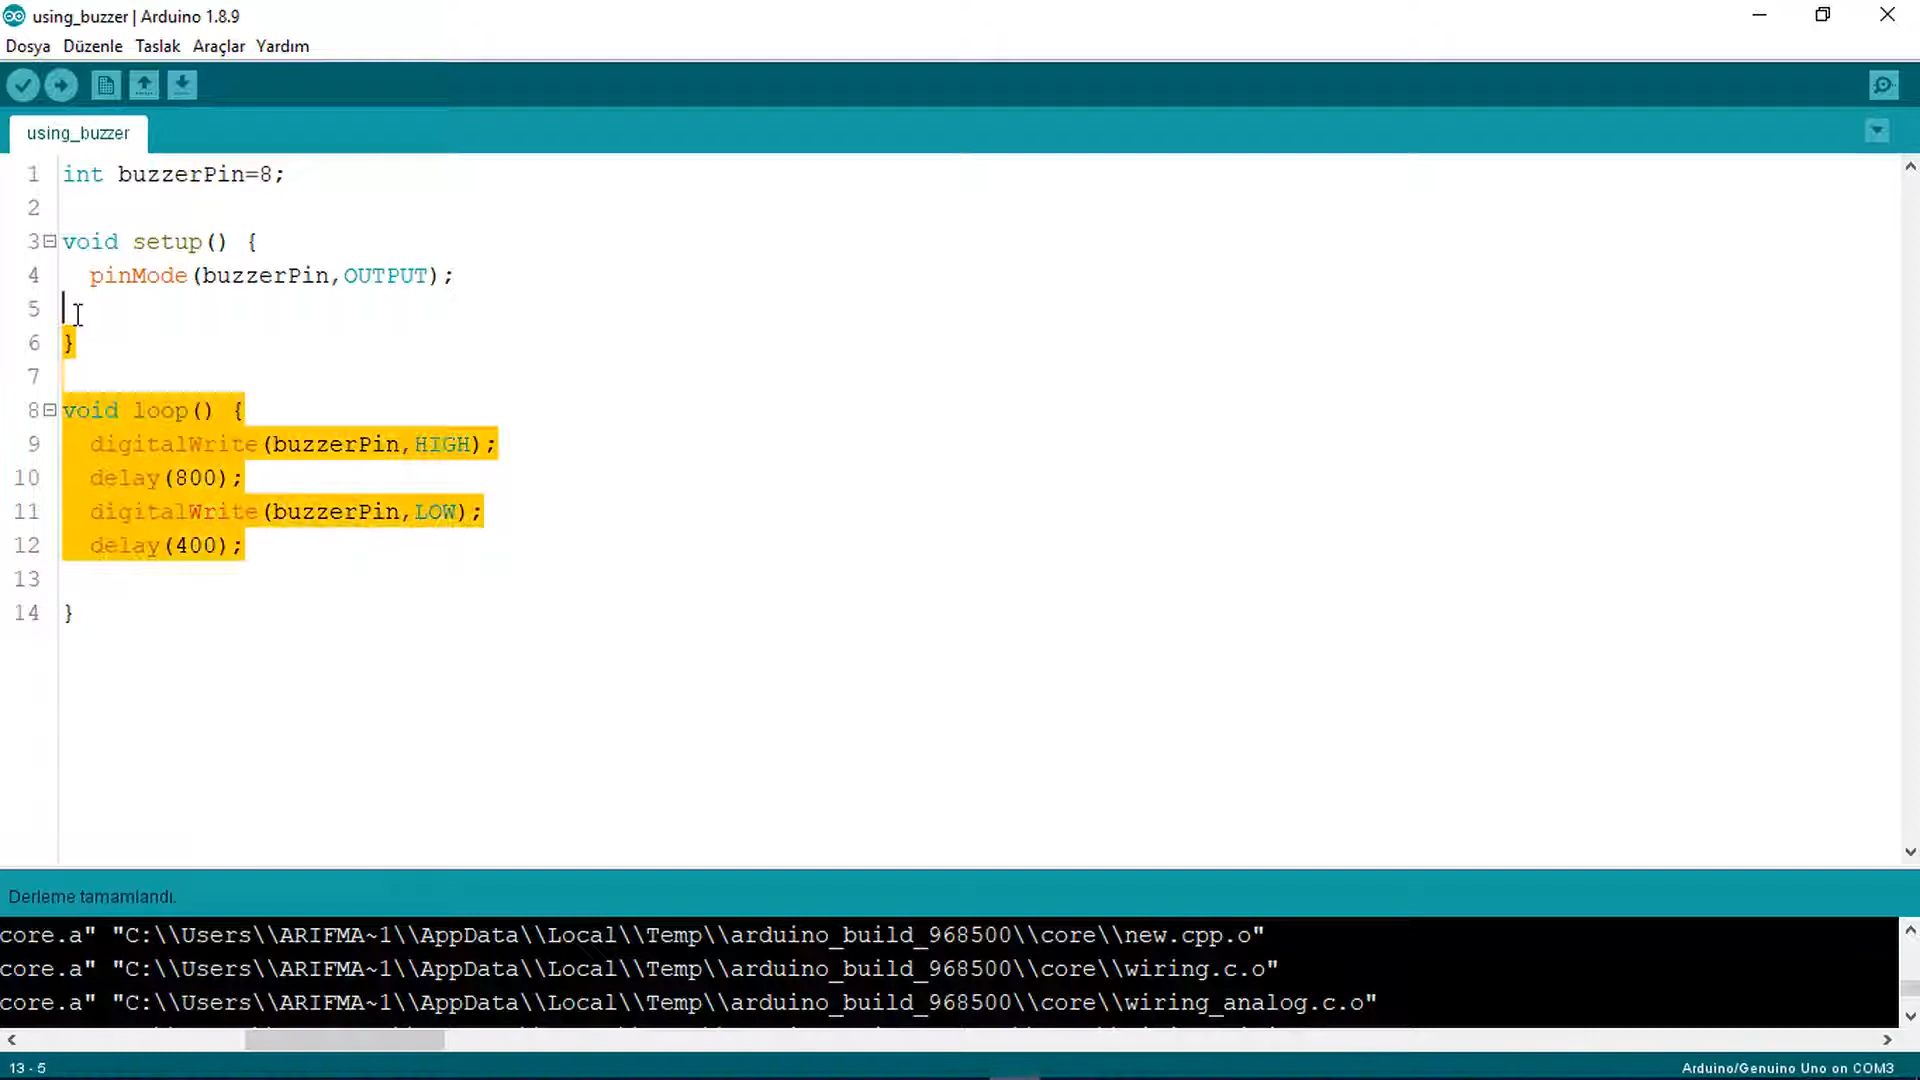 using_buzzer | Arduino 1.8.9
Dosya Düzenle Taslak Araçlar Yardım
using_buzzer
1 int buzzerPin=8;
2
3 void setup() {
4 pinMode(buzzerPin,OUTPUT);
5
6 }
7
8 void loop() {
9 digitalWrite(buzzerPin,HIGH);
10 delay(800);
11 digitalWrite(buzzerPin,LOW);
12 delay(400);
13
14 }
Derleme tamamlandı.
core.a" "C:\\Users\\ARIFMA~1\\AppData\\Local\\Temp\\arduino_build_968500\\core\\new.cpp.o"
core.a" "C:\\Users\\ARIFMA~1\\AppData\\Local\\Temp\\arduino_build_968500\\core\\wiring.c.o"
core.a" "C:\\Users\\ARIFMA~1\\AppData\\Local\\Temp\\arduino_build_968500\\core\\wiring_analog.c.o"
13 - 5
Arduino/Genuino Uno on COM3